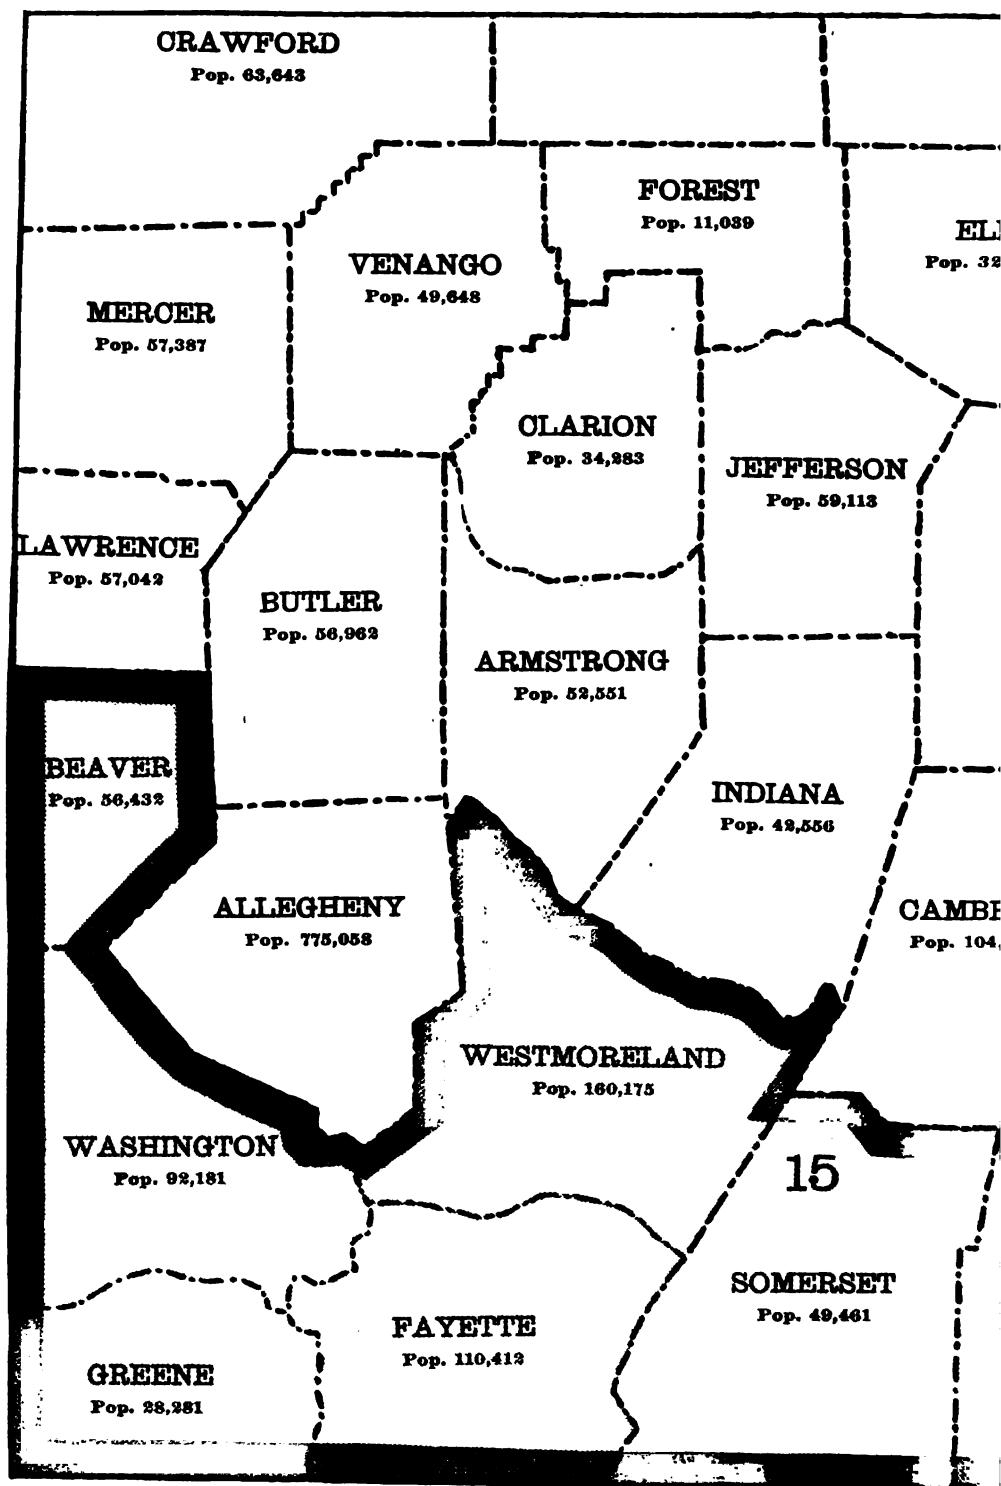 CRAWFORD
Pop. 63,643
FOREST
Pop. 11,039
VENANGO
Pop. 49,648
MERCER
Pop. 57,387
CLARION
Pop. 34,283
JEFFERSON
Pop. 59,113
LAWRENCE
Pop. 57,042
BUTLER
Pop. 56,962
ARMSTRONG
Pop. 52,551
BEAVER
Pop. 56,432
INDIANA
Pop. 42,556
ALLEGHENY
Pop. 775,058
Pop. 104,
WESTMORELAND
Pop. 160,175
WASHINGTON
Pop. 92,181
15
SOMERSET
Pop. 49,461
FAYETTE
Pop. 110,412
GREENE
Pop. 28,281